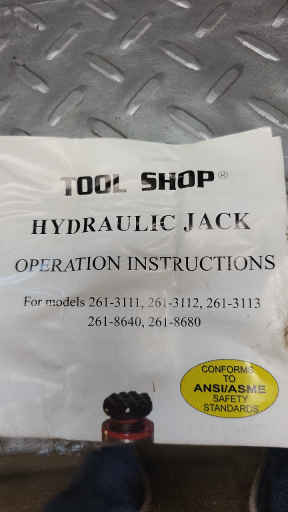 TOOL SHOP®
HYDRAULIC JACK
OPERATION INSTRUCTIONS
For models 261-3111, 261-3112, 261-3113
261-8640, 261-8680
CONFORMS
TO
ANSI/ASME
SAFETY
STANDARDS